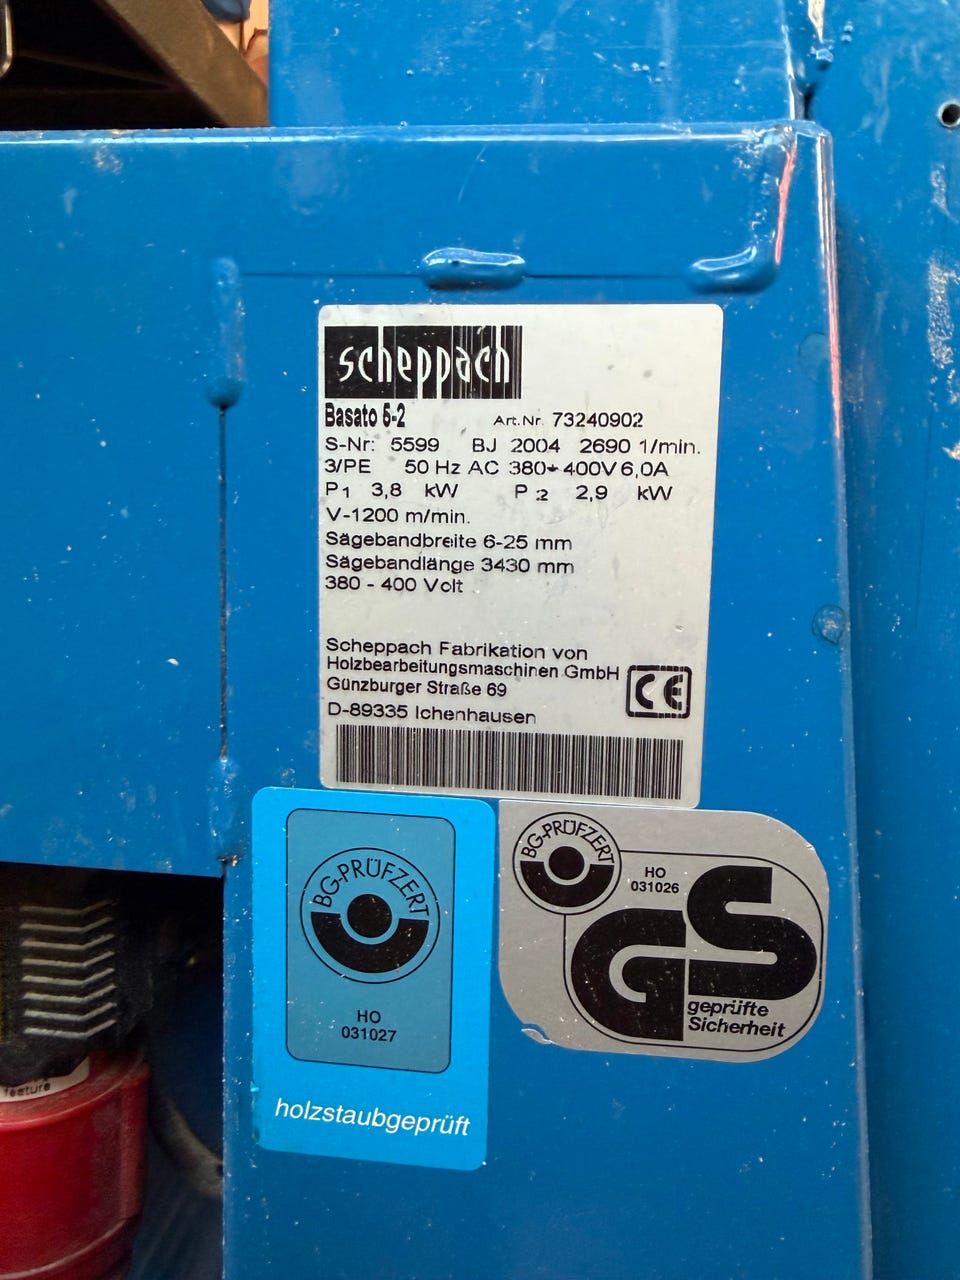 scheppach
Basato 5-2 Art.Nr. 73240902
S-Nr: 5599 BJ 2004 2690 1/min.
3/PE 50 Hz AC 380-400V 6,0A
P1 3,8 kW P2 2,9 kW
V-1200 m/min.
Sägebandbreite 6-25 mm
Sägebandlänge 3430 mm
380 - 400 Volt
Scheppach Fabrikation von
Holzbearbeitungsmaschinen GmbH
Günzburger Straße 69
D-89335 Ichenhausen
CE
BG-PRÜFZERT
HO
031027
holzstaubgeprüft
BG-PRÜFZERT
HO
031026
GS
geprüfte
Sicherheit
feature